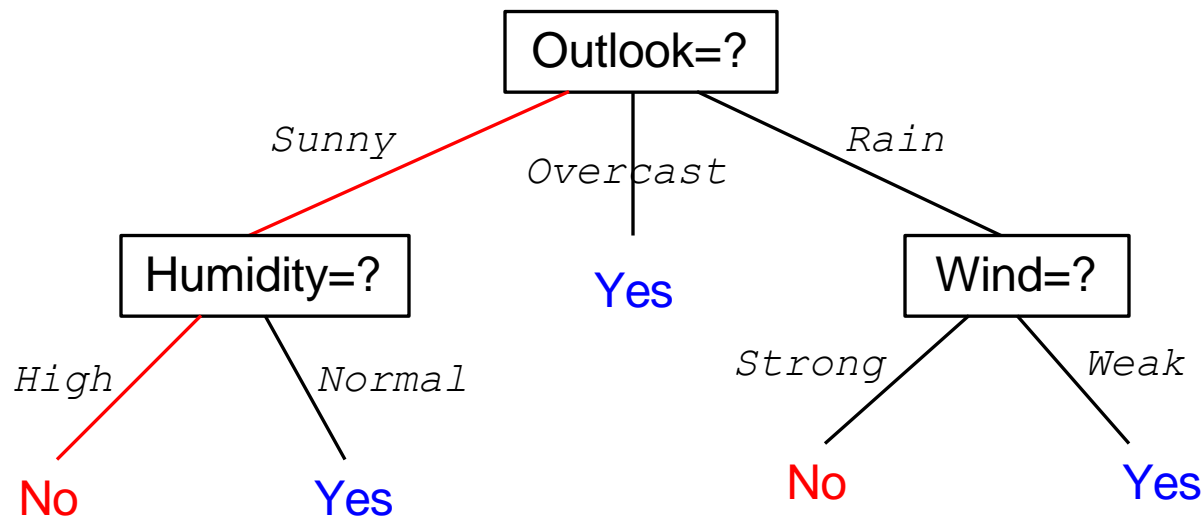 Outlook=?
Sunny
Overcast
Rain
Humidity=?
Yes
Wind=?
High
Normal
Strong
Weak
No
Yes
No
Yes